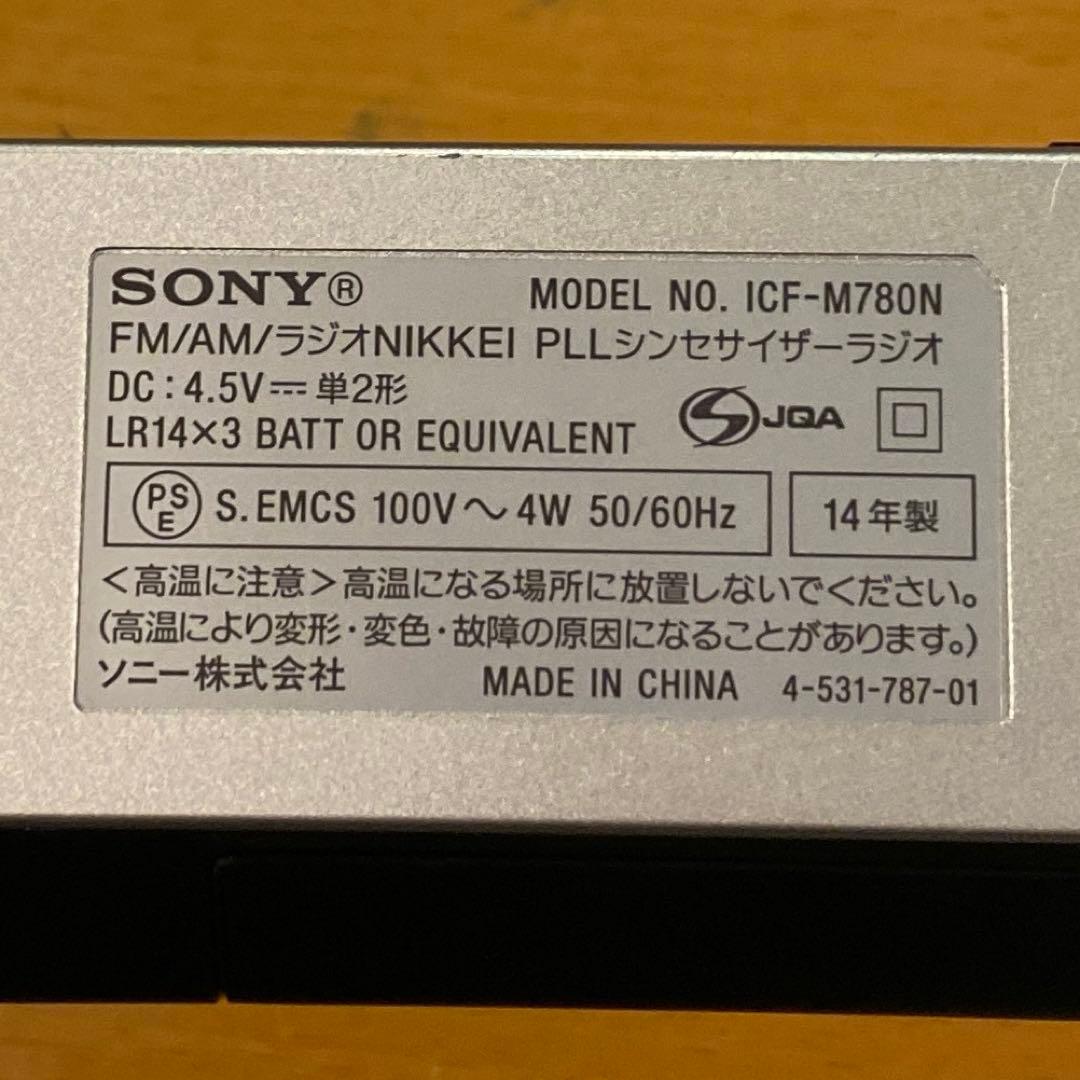 SONY® MODEL NO. ICF-M780N
FM/AM/ラジオNIKKEI PLLシンセサイザーラジオ
DC : 4.5V⎓単2形
LR14×3 BATT OR EQUIVALENT
S JQA
PSE S.EMCS 100V～4W 50/60Hz 14年製
＜高温に注意＞高温になる場所に放置しないでください。
(高温により変形・変色・故障の原因になることがあります。)
ソニー株式会社 MADE IN CHINA 4-531-787-01